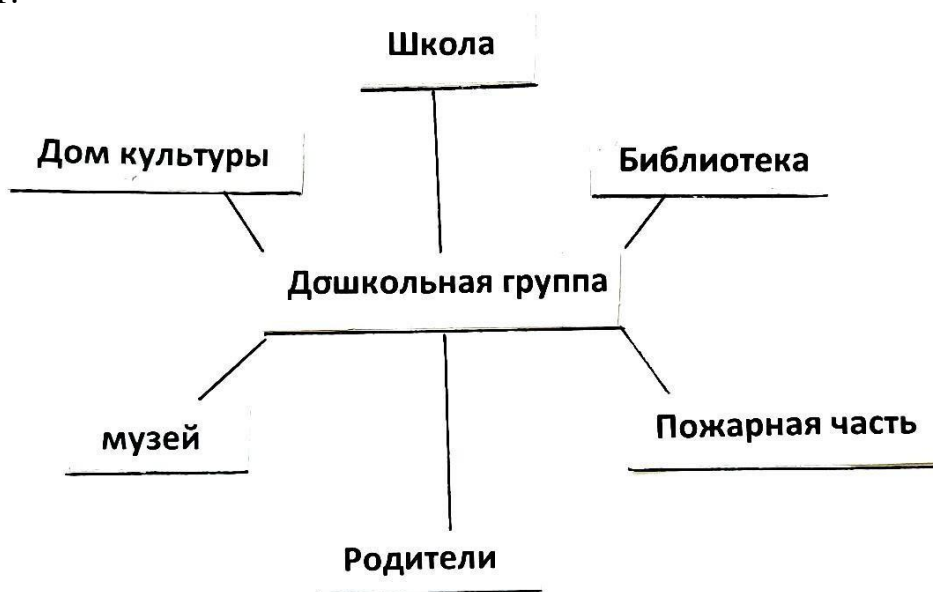 Школа
Дом культуры
Библиотека
Дошкольная группа
музей
Пожарная часть
Родители